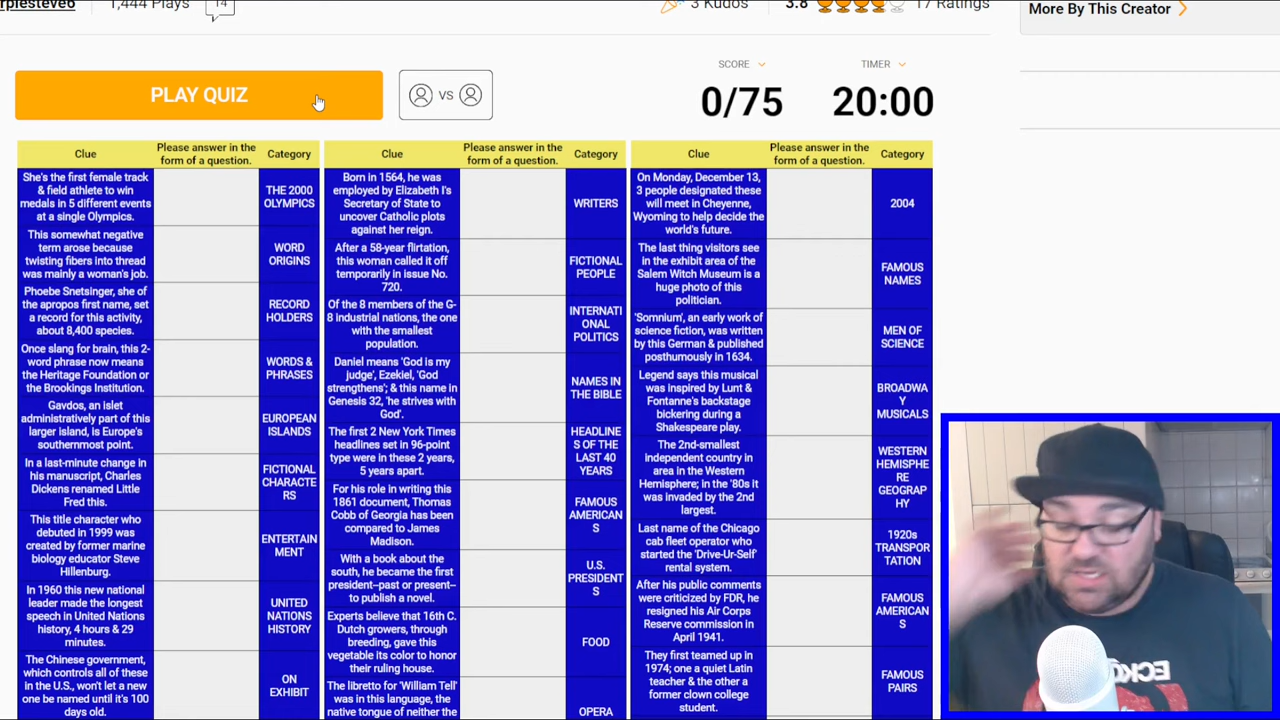 1,444 Plays
14
3 Kudos
3.8
17 Ratings
More By This Creator
PLAY QUIZ
VS
SCORE
0/75
TIMER
20:00
Clue
Please answer in the
form of a question.
Category
She's the first female track
& field athlete to win
medals in 5 different events
at a single Olympics.
THE 2000
OLYMPICS
This somewhat negative
term arose because
twisting fibers into thread
was mainly a woman's job.
WORD
ORIGINS
Phoebe Snetsinger, she of
the apropos first name, set
a record for this activity,
about 8,400 species.
RECORD
HOLDERS
Once slang for brain, this 2-
word phrase now means
the Heritage Foundation or
the Brookings Institution.
WORDS &
PHRASES
Gavdos, an islet
administratively part of this
larger island, is Europe's
southernmost point.
EUROPEAN
ISLANDS
In a last-minute change in
his manuscript, Charles
Dickens renamed Little
Fred this.
FICTIONAL
CHARACTE
RS
This title character who
debuted in 1999 was
created by former marine
biology educator Steve
Hillenburg.
ENTERTAIN
MENT
In 1960 this new national
leader made the longest
speech in United Nations
history, 4 hours & 29
minutes.
UNITED
NATIONS
HISTORY
The Chinese government,
which controls all of these
in the U.S., won't let a new
one be named until it's 100
days old.
ON
EXHIBIT
Clue
Please answer in the
form of a question.
Category
Born in 1564, he was
employed by Elizabeth I's
Secretary of State to
uncover Catholic plots
against her reign.
WRITERS
After a 58-year flirtation,
this woman called it off
temporarily in issue No.
720.
FICTIONAL
PEOPLE
Of the 8 members of the G-
8 industrial nations, the one
with the smallest
population.
INTERNATI
ONAL
POLITICS
Daniel means 'God is my
judge', Ezekiel, 'God
strengthens'; & this name in
Genesis 32, 'he strives with
God'.
NAMES IN
THE BIBLE
The first 2 New York Times
headlines set in 96-point
type were in these 2 years,
5 years apart.
HEADLINE
S OF THE
LAST 40
YEARS
For his role in writing this
1861 document, Thomas
Cobb of Georgia has been
compared to James
Madison.
FAMOUS
AMERICAN
S
With a book about the
south, he became the first
president--past or present--
to publish a novel.
U.S.
PRESIDENT
S
Experts believe that 16th C.
Dutch growers, through
breeding, gave this
vegetable its color to honor
their ruling house.
FOOD
The libretto for 'William Tell'
was in this language, the
native tongue of neither the
OPERA
Clue
Please answer in the
form of a question.
Category
On Monday, December 13,
3 people designated these
will meet in Cheyenne,
Wyoming to help decide the
world's future.
2004
The last thing visitors see
in the exhibit area of the
Salem Witch Museum is a
huge photo of this
politician.
FAMOUS
NAMES
'Somnium', an early work of
science fiction, was written
by this German & published
posthumously in 1634.
MEN OF
SCIENCE
Legend says this musical
was inspired by Lunt &
Fontanne's backstage
bickering during a
Shakespeare play.
BROADWA
Y
MUSICALS
The 2nd-smallest
independent country in
area in the Western
Hemisphere; in the '80s it
was invaded by the 2nd
largest.
WESTERN
HEMISPHE
RE
GEOGRAP
HY
Last name of the Chicago
cab fleet operator who
started the 'Drive-Ur-Self'
rental system.
1920s
TRANSPOR
TATION
After his public comments
were criticized by FDR, he
resigned his Air Corps
Reserve commission in
April 1941.
FAMOUS
AMERICAN
S
They first teamed up in
1974; one a quiet Latin
teacher & the other a
former clown college
student.
FAMOUS
PAIRS